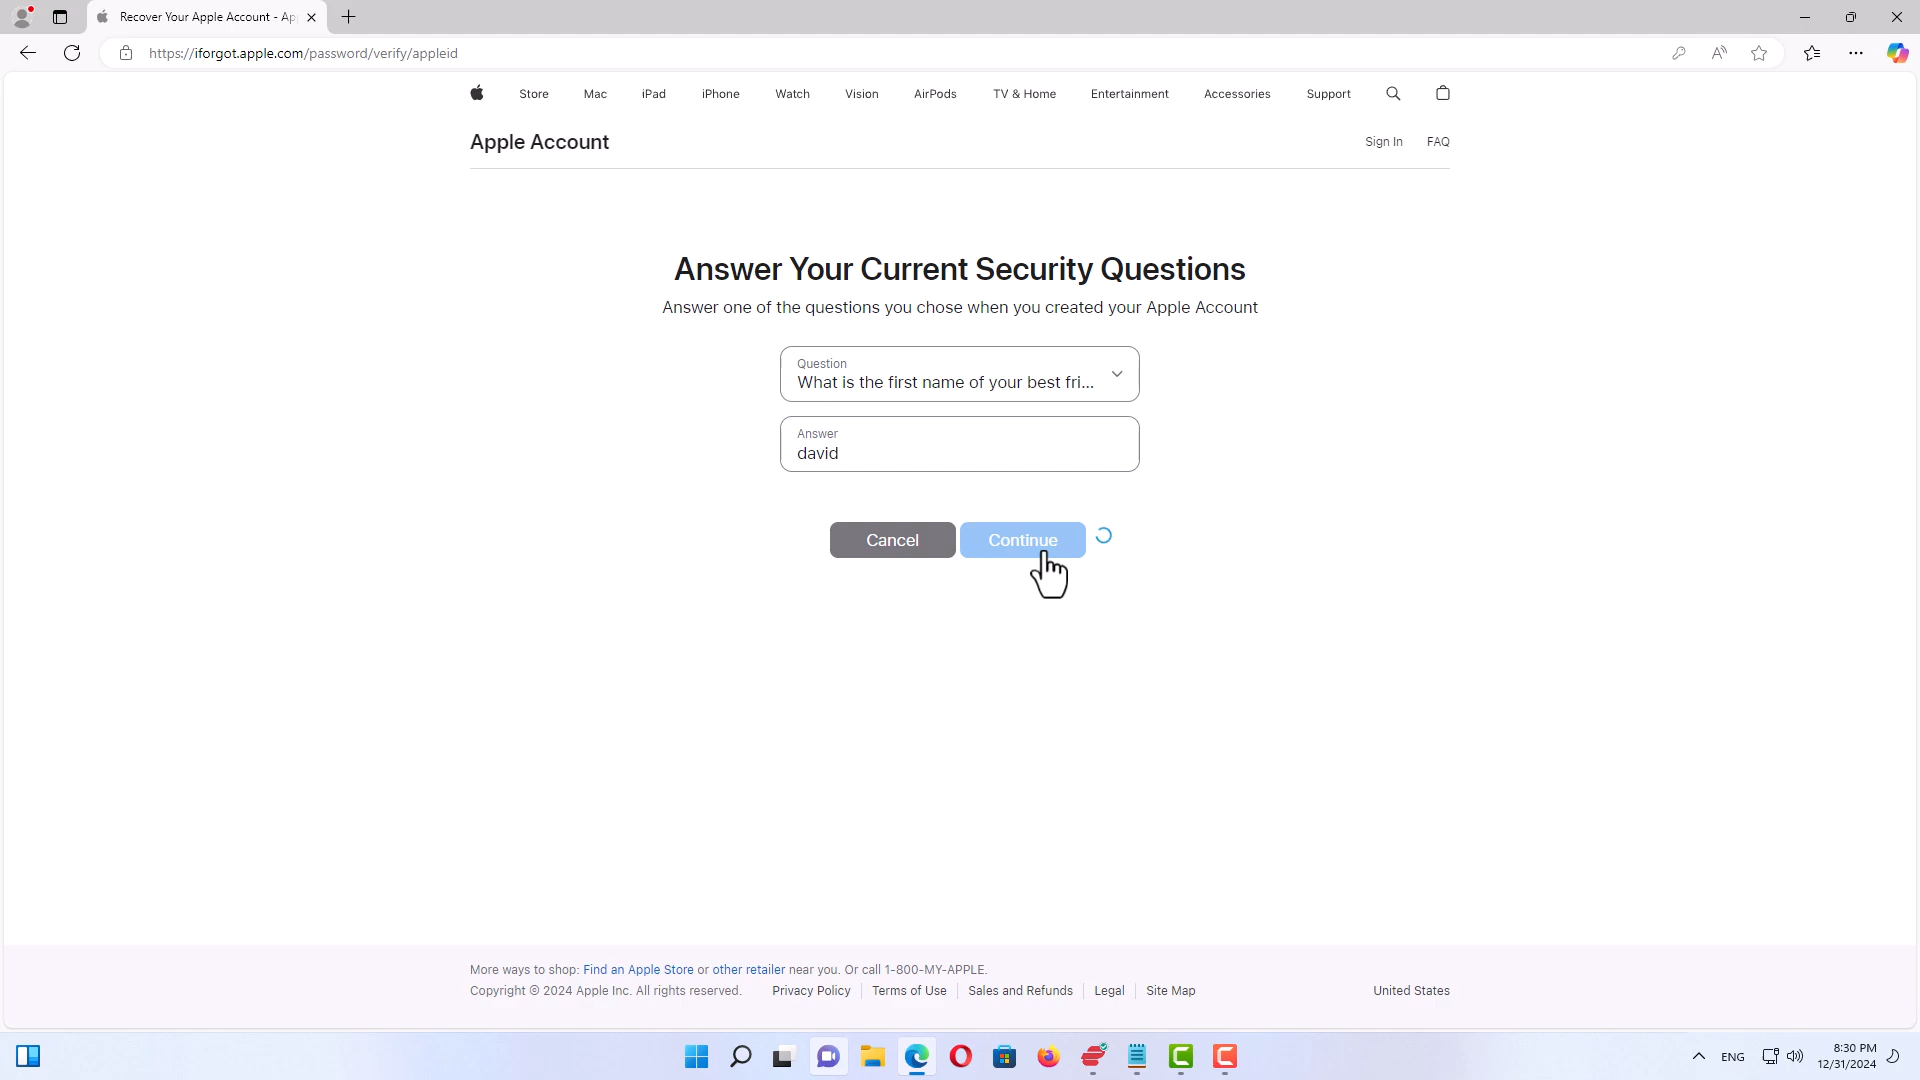 Recover Your Apple Account - Ap
https://iforgot.apple.com/password/verify/appleid
Store Mac iPad iPhone Watch Vision AirPods TV & Home Entertainment Accessories Support
Apple Account
Sign In FAQ
Answer Your Current Security Questions
Answer one of the questions you chose when you created your Apple Account
Question
What is the first name of your best fri...
Answer
david
Cancel Continue
More ways to shop: Find an Apple Store or other retailer near you. Or call 1-800-MY-APPLE.
Copyright © 2024 Apple Inc. All rights reserved. Privacy Policy Terms of Use Sales and Refunds Legal Site Map United States
ENG
8:30 PM
12/31/2024